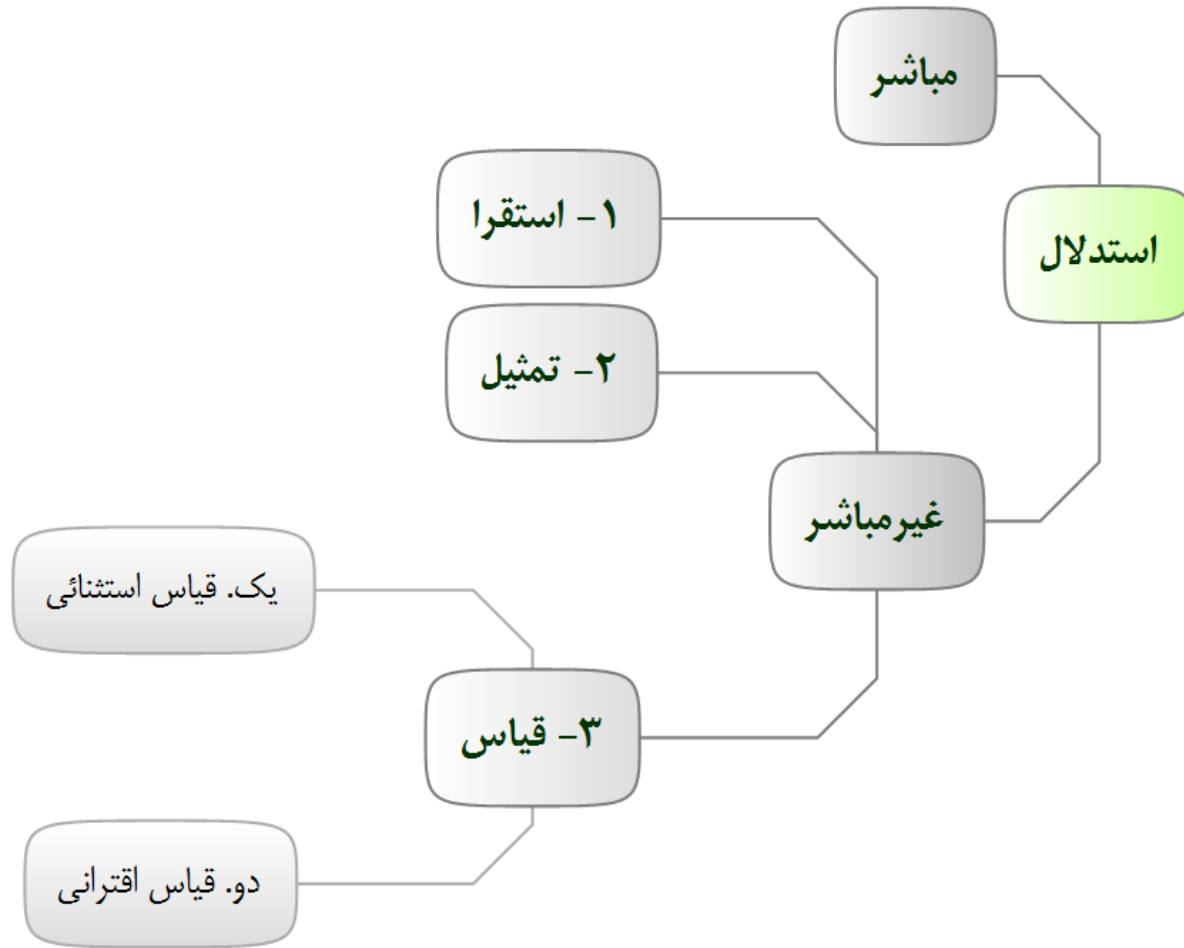 مباشر
استدلال
۱- استقرا
۲- تمثیل
غیرمباشر
یک. قیاس استثنائی
۳- قیاس
دو. قیاس اقترانی